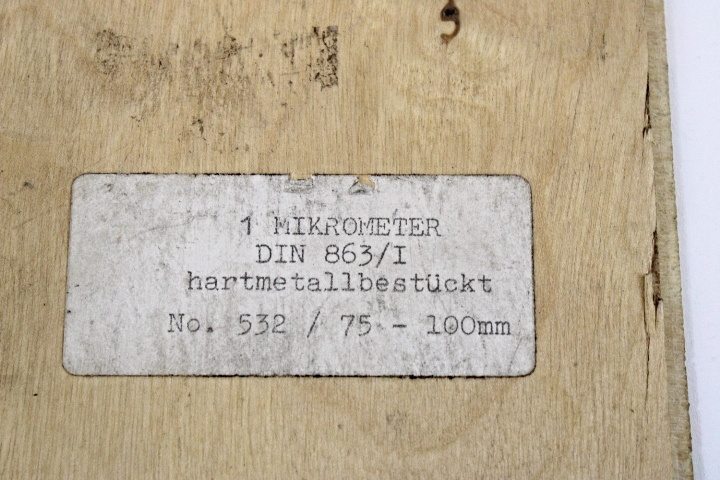 1 MIKROMETER
DIN 863/I
hartmetallbestückt
No. 532 / 75 - 100mm